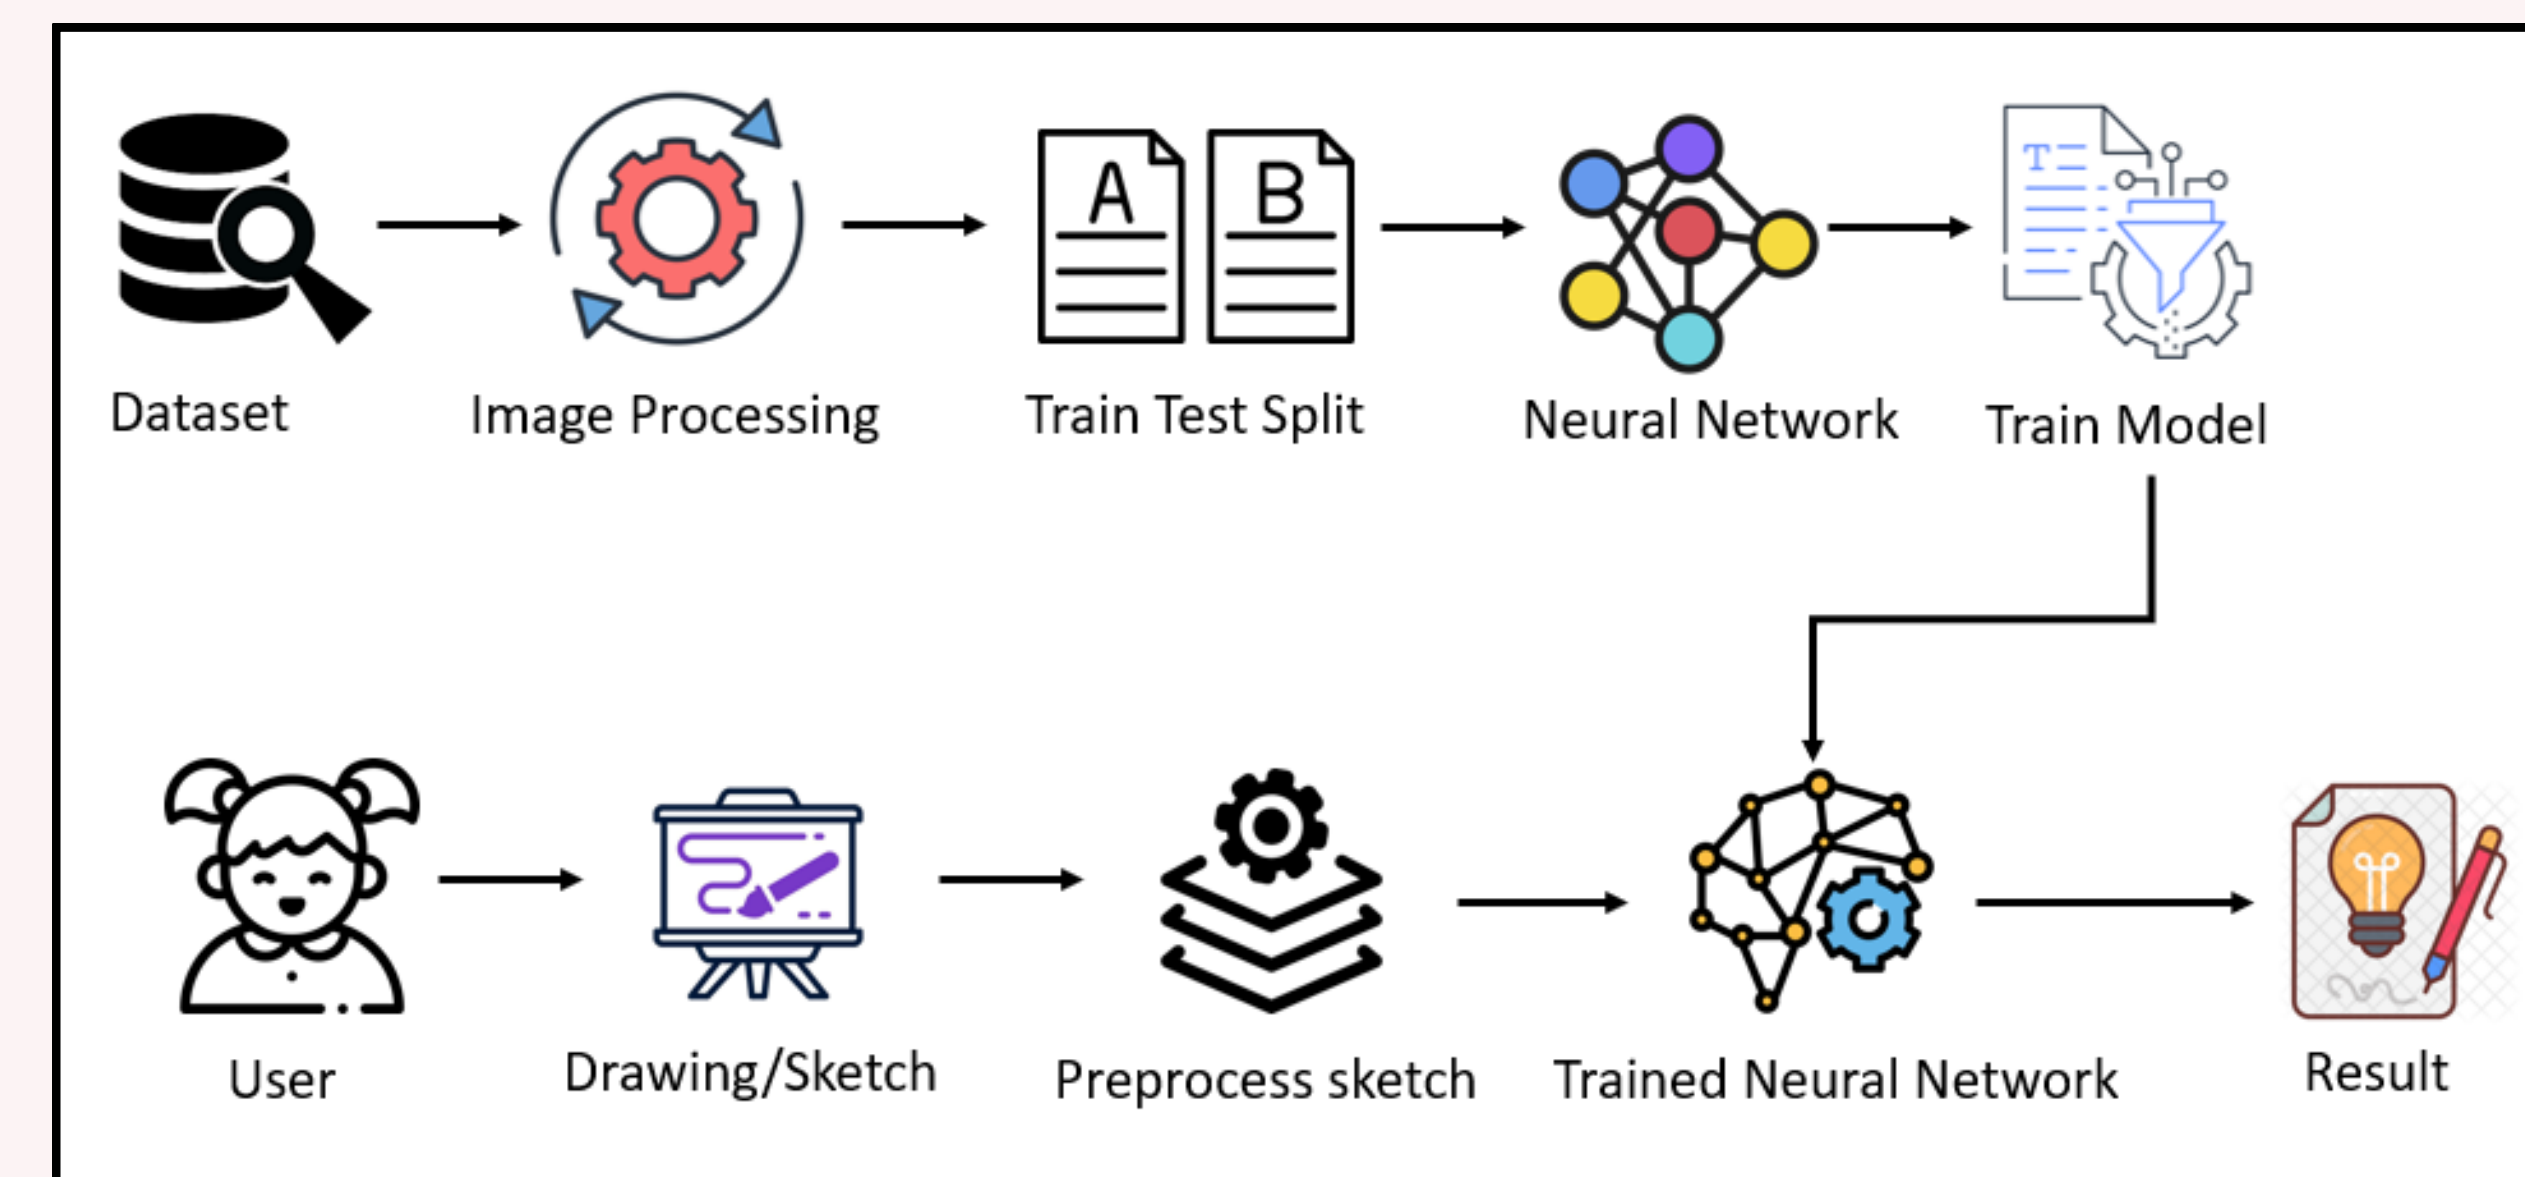 A B
T
Dataset
Image Processing
Train Test Split
Neural Network
Train Model
User
Drawing/Sketch
Preprocess sketch
Trained Neural Network
Result